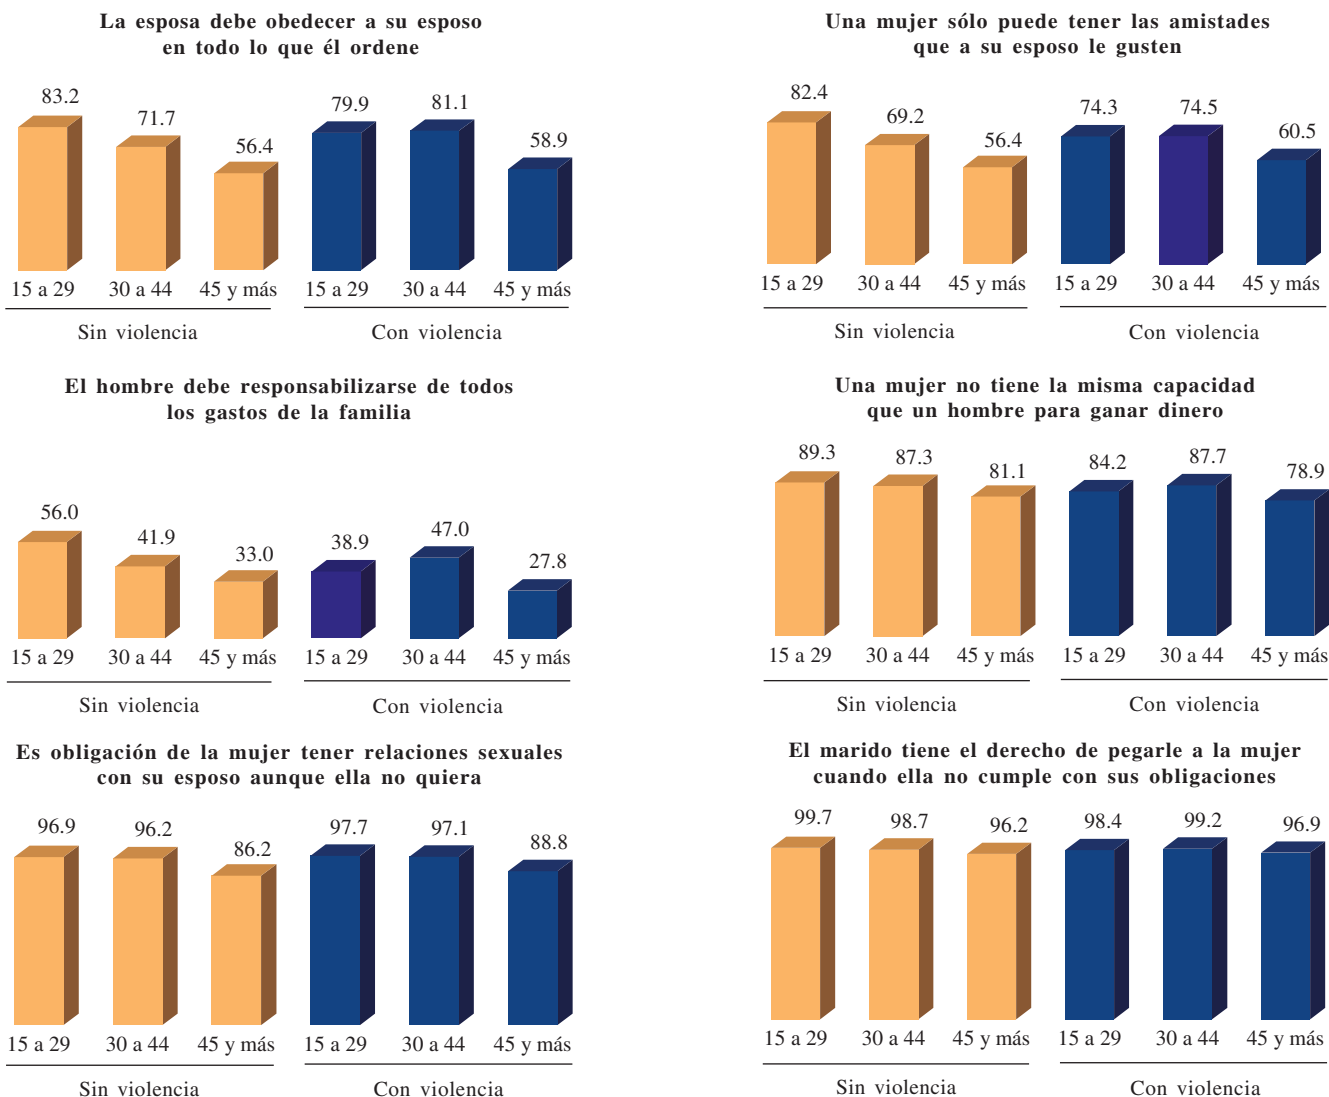 La esposa debe obedecer a su esposo
en todo lo que él ordene
83.2
71.7
56.4
79.9
81.1
58.9
15 a 29
30 a 44
45 y más
15 a 29
30 a 44
45 y más
Sin violencia
Con violencia
Una mujer sólo puede tener las amistades
que a su esposo le gusten
82.4
69.2
56.4
74.3
74.5
60.5
15 a 29
30 a 44
45 y más
15 a 29
30 a 44
45 y más
Sin violencia
Con violencia
El hombre debe responsabilizarse de todos
los gastos de la familia
56.0
41.9
33.0
38.9
47.0
27.8
15 a 29
30 a 44
45 y más
15 a 29
30 a 44
45 y más
Sin violencia
Con violencia
Una mujer no tiene la misma capacidad
que un hombre para ganar dinero
89.3
87.3
81.1
84.2
87.7
78.9
15 a 29
30 a 44
45 y más
15 a 29
30 a 44
45 y más
Sin violencia
Con violencia
Es obligación de la mujer tener relaciones sexuales
con su esposo aunque ella no quiera
96.9
96.2
86.2
97.7
97.1
88.8
15 a 29
30 a 44
45 y más
15 a 29
30 a 44
45 y más
Sin violencia
Con violencia
El marido tiene el derecho de pegarle a la mujer
cuando ella no cumple con sus obligaciones
99.7
98.7
96.2
98.4
99.2
96.9
15 a 29
30 a 44
45 y más
15 a 29
30 a 44
45 y más
Sin violencia
Con violencia